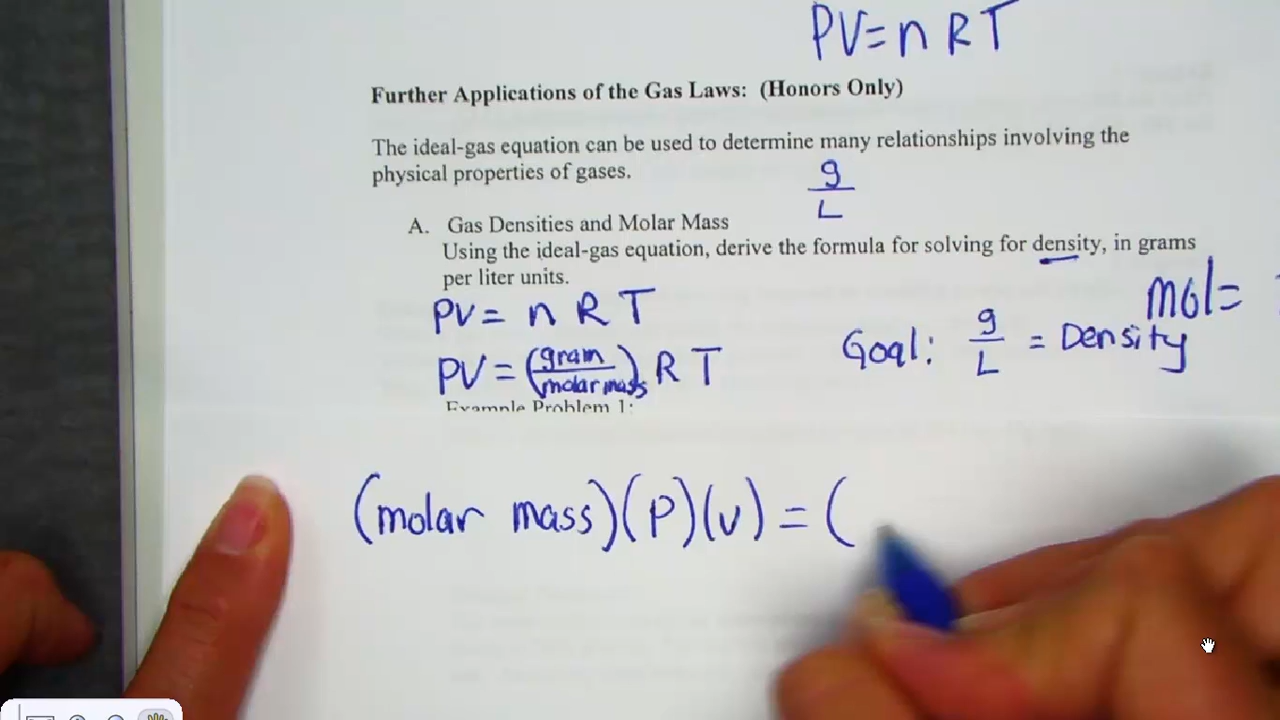 PV = n R T
Further Applications of the Gas Laws: (Honors Only)
The ideal-gas equation can be used to determine many relationships involving the
physical properties of gases.
g
L
A. Gas Densities and Molar Mass
Using the ideal-gas equation, derive the formula for solving for density, in grams
per liter units.
PV = n R T
mol =
Goal: g/L = Density
PV = (gram/molar mass) R T
Example Problem 1:
(molar mass)(P)(V) = (